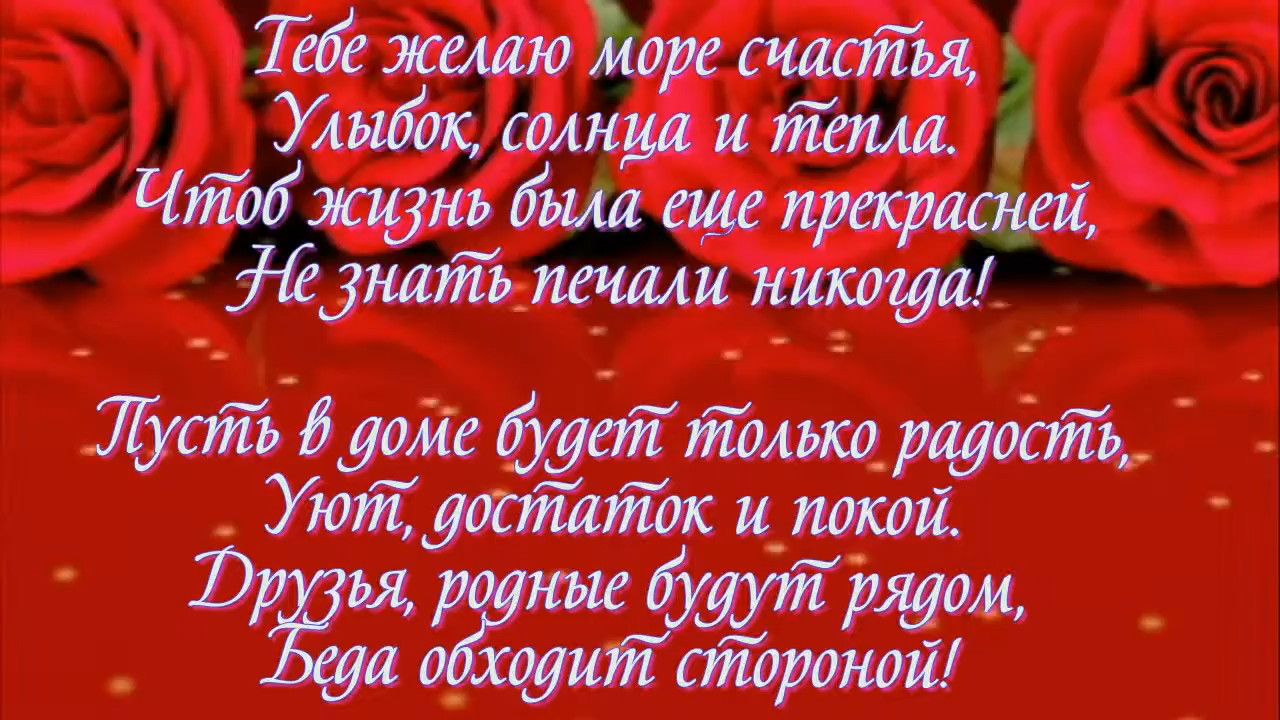 Тебе желаю море счастья,
Улыбок, солнца и тепла.
Чтоб жизнь была еще прекрасней,
Не знать печали никогда!
Пусть в доме будет только радость,
Уют, достаток и покой.
Друзья, родные будут рядом,
Беда обходит стороной!